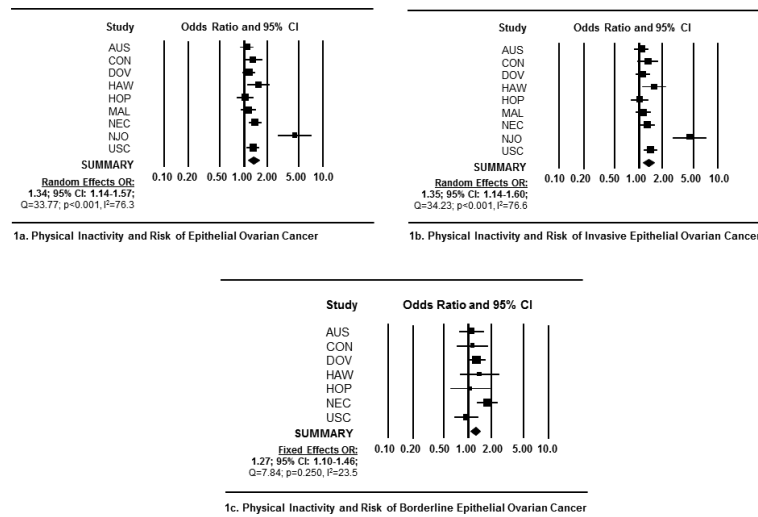 Study Odds Ratio and 95% CI
AUS
CON
DOV
HAW
HOP
MAL
NEC
NJO
USC
SUMMARY
0.10 0.20 0.50 1.00 2.00 5.00 10.0
Random Effects OR:
1.34; 95% CI: 1.14-1.57;
Q=33.77; p<0.001, I²=76.3
1a. Physical Inactivity and Risk of Epithelial Ovarian Cancer
Study Odds Ratio and 95% CI
AUS
CON
DOV
HAW
HOP
MAL
NEC
NJO
USC
SUMMARY
0.10 0.20 0.50 1.00 2.00 5.00 10.0
Random Effects OR:
1.35; 95% CI: 1.14-1.60;
Q=34.23; p<0.001, I²=76.6
1b. Physical Inactivity and Risk of Invasive Epithelial Ovarian Cancer
Study Odds Ratio and 95% CI
AUS
CON
DOV
HAW
HOP
NEC
USC
SUMMARY
0.10 0.20 0.50 1.00 2.00 5.00 10.0
Fixed Effects OR:
1.27; 95% CI: 1.10-1.46;
Q=7.84; p=0.250, I²=23.5
1c. Physical Inactivity and Risk of Borderline Epithelial Ovarian Cancer